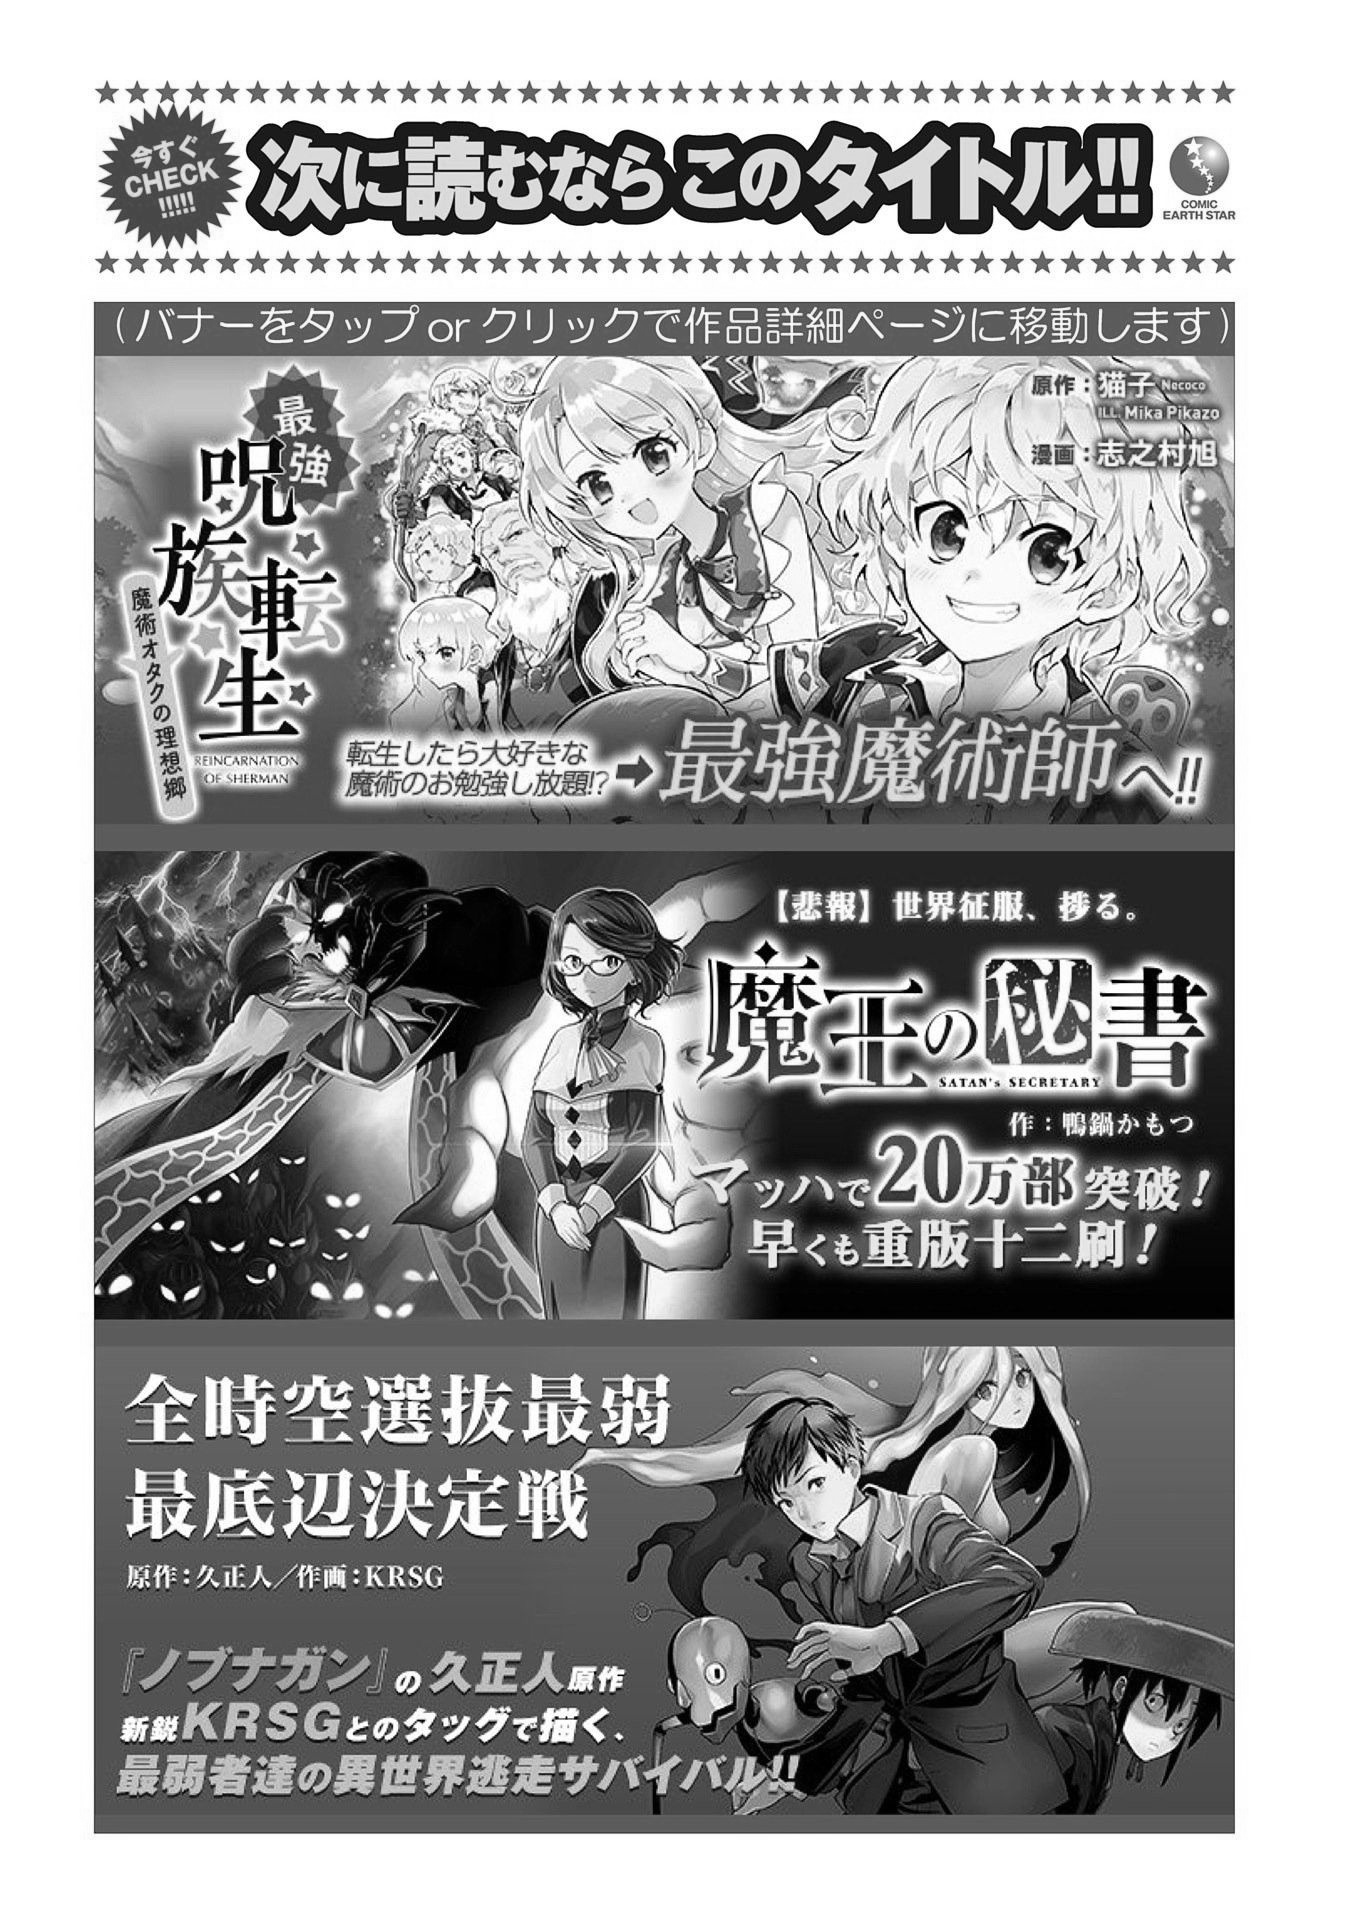 今すぐ
CHECK
!!!!!
次に読むなら このタイトル!!
COMIC
EARTH STAR
(バナーをタップ or クリックで作品詳細ページに移動します)
原作:猫子 Necoco
ILL. Mika Pikazo
漫画:志之村旭
最強
呪族転生
魔術オタクの理想郷
REINCARNATION
OF SHERMAN
転生したら大好きな
魔術のお勉強し放題!?
➡最強魔術師へ!!
【悲報】世界征服、捗る。
魔王の秘書
SATAN's SECRETARY
作:鴨鍋かもつ
マッハで20万部突破!
早くも重版十二刷!
全時空選抜最弱
最底辺決定戦
原作:久正人/作画:KRSG
『ノブナガン』の久正人原作
新鋭KRSGとのタッグで描く、
最弱者達の異世界逃走サバイバル!!